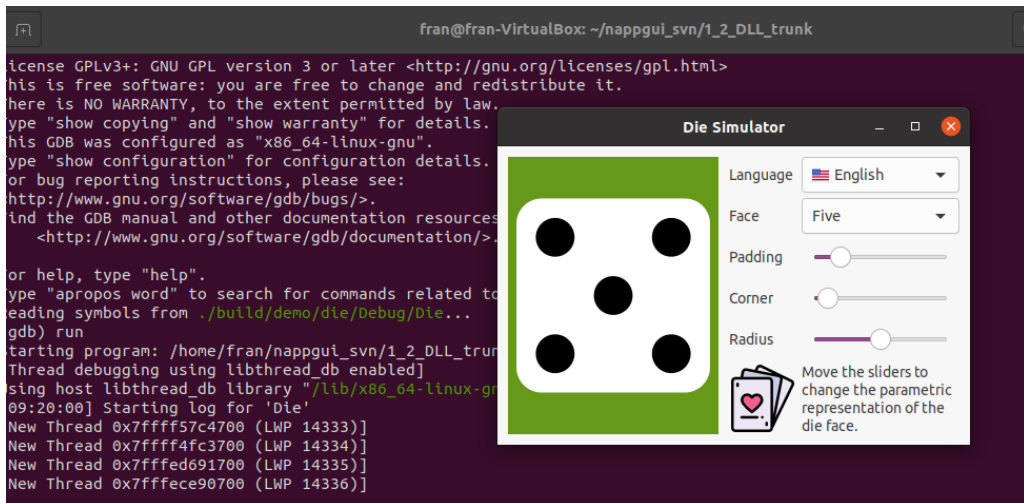 fran@fran-VirtualBox: ~/nappgui_svn/1_2_DLL_trunk
icense GPLv3+: GNU GPL version 3 or later <http://gnu.org/licenses/gpl.html>
his is free software: you are free to change and redistribute it.
here is NO WARRANTY, to the extent permitted by law.
ype "show copying" and "show warranty" for details.
his GDB was configured as "x86_64-linux-gnu".
ype "show configuration" for configuration details.
or bug reporting instructions, please see:
<http://www.gnu.org/software/gdb/bugs/>.
ind the GDB manual and other documentation resources
<http://www.gnu.org/software/gdb/documentation/>.
or help, type "help".
ype "apropos word" to search for commands related to
eading symbols from ./build/demo/die/Debug/Die...
gdb) run
tarting program: /home/fran/nappgui_svn/1_2_DLL_trun
Thread debugging using libthread_db enabled]
sing host libthread_db library "/lib/x86_64-linux-gn
09:20:00] Starting log for 'Die'
New Thread 0x7ffff57c4700 (LWP 14333)]
New Thread 0x7ffff4fc3700 (LWP 14334)]
New Thread 0x7fffed691700 (LWP 14335)]
New Thread 0x7fffece90700 (LWP 14336)]
Die Simulator
Language English
Face Five
Padding
Corner
Radius
Move the sliders to
change the parametric
representation of the
die face.